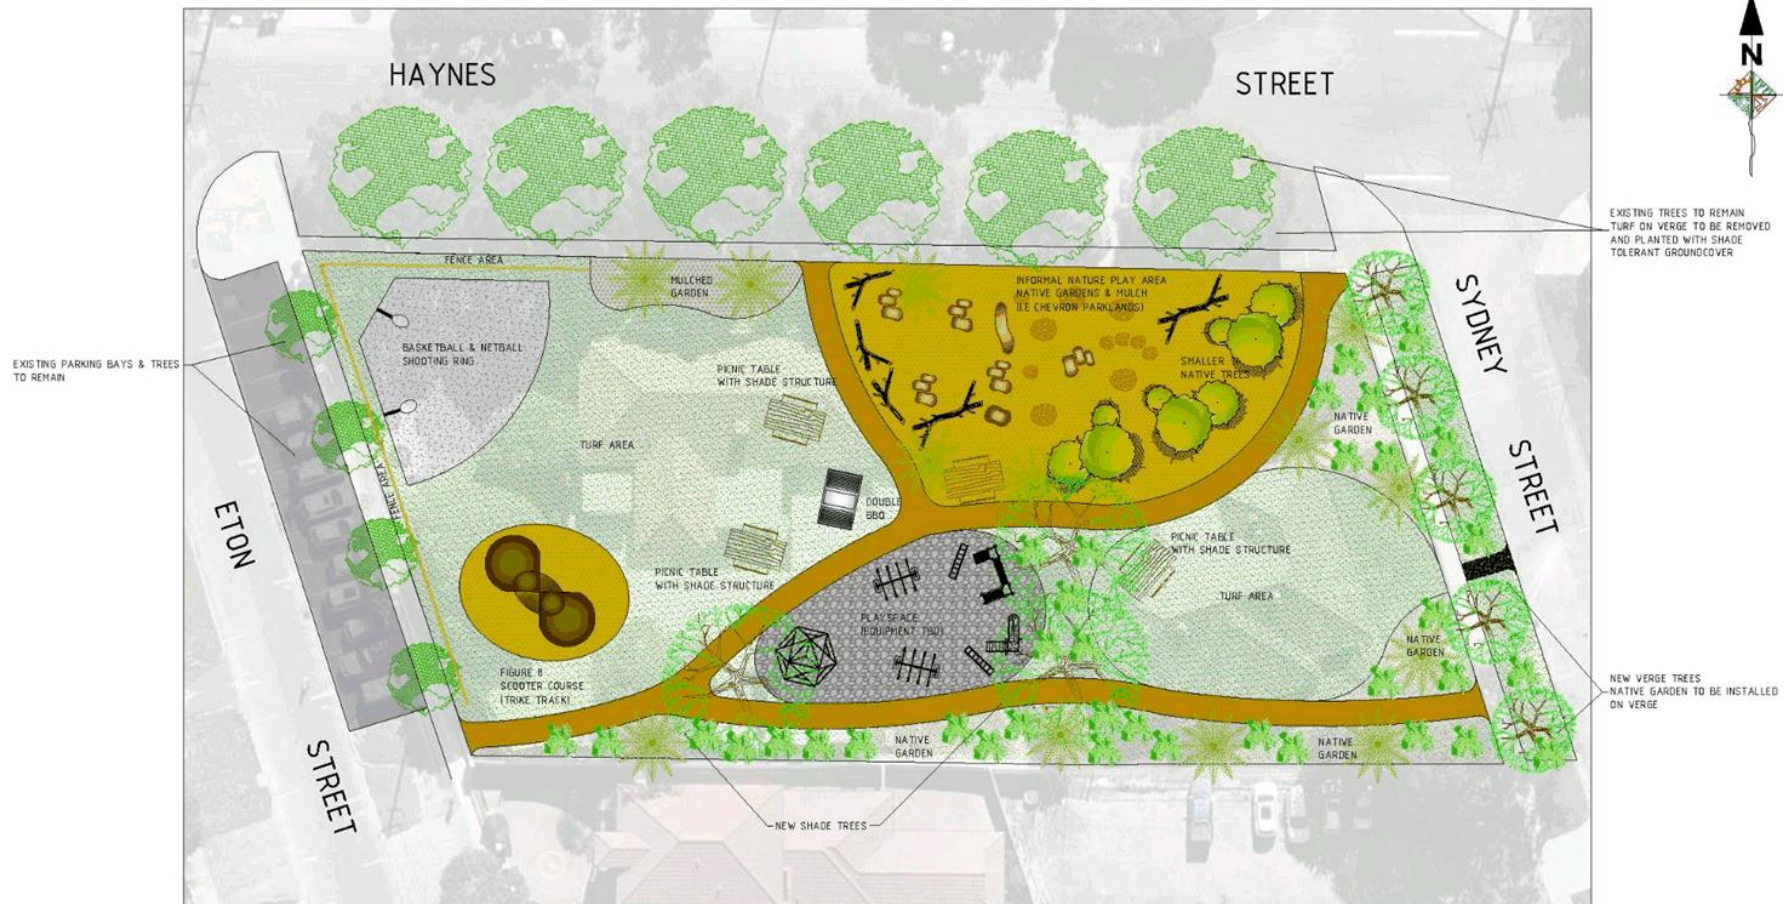 HAYNES STREET
N
EXISTING TREES TO REMAIN
TURF ON VERGE TO BE REMOVED
AND PLANTED WITH SHADE
TOLERANT GROUNDCOVER
FENCE AREA
MULCHED
GARDEN
INFORMAL NATURE PLAY AREA
NATIVE GARDENS & MULCH
(I.E CHEVRON PARKLANDS)
SYDNEY STREET
BASKETBALL & NETBALL
SHOOTING RING
EXISTING PARKING BAYS & TREES
TO REMAIN
PICNIC TABLE
WITH SHADE STRUCTURE
SMALLER
NATIVE TREES
NATIVE
GARDEN
TURF AREA
FENCE AREA
DOUBLE
BBQ
ETON STREET
PICNIC TABLE
WITH SHADE STRUCTURE
PICNIC TABLE
WITH SHADE STRUCTURE
TURF AREA
PLAYSPACE
(EQUIPMENT TBD)
NATIVE
GARDEN
FIGURE 8
SCOOTER COURSE
(TRIKE TRACK)
NEW VERGE TREES
NATIVE GARDEN TO BE INSTALLED
ON VERGE
NATIVE
GARDEN
NATIVE
GARDEN
NEW SHADE TREES